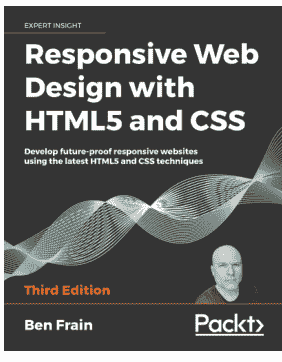 EXPERT INSIGHT
Responsive Web
Design with
HTML5 and CSS
Develop future-proof responsive websites
using the latest HTML5 and CSS techniques
Third Edition
Ben Frain
Packt>